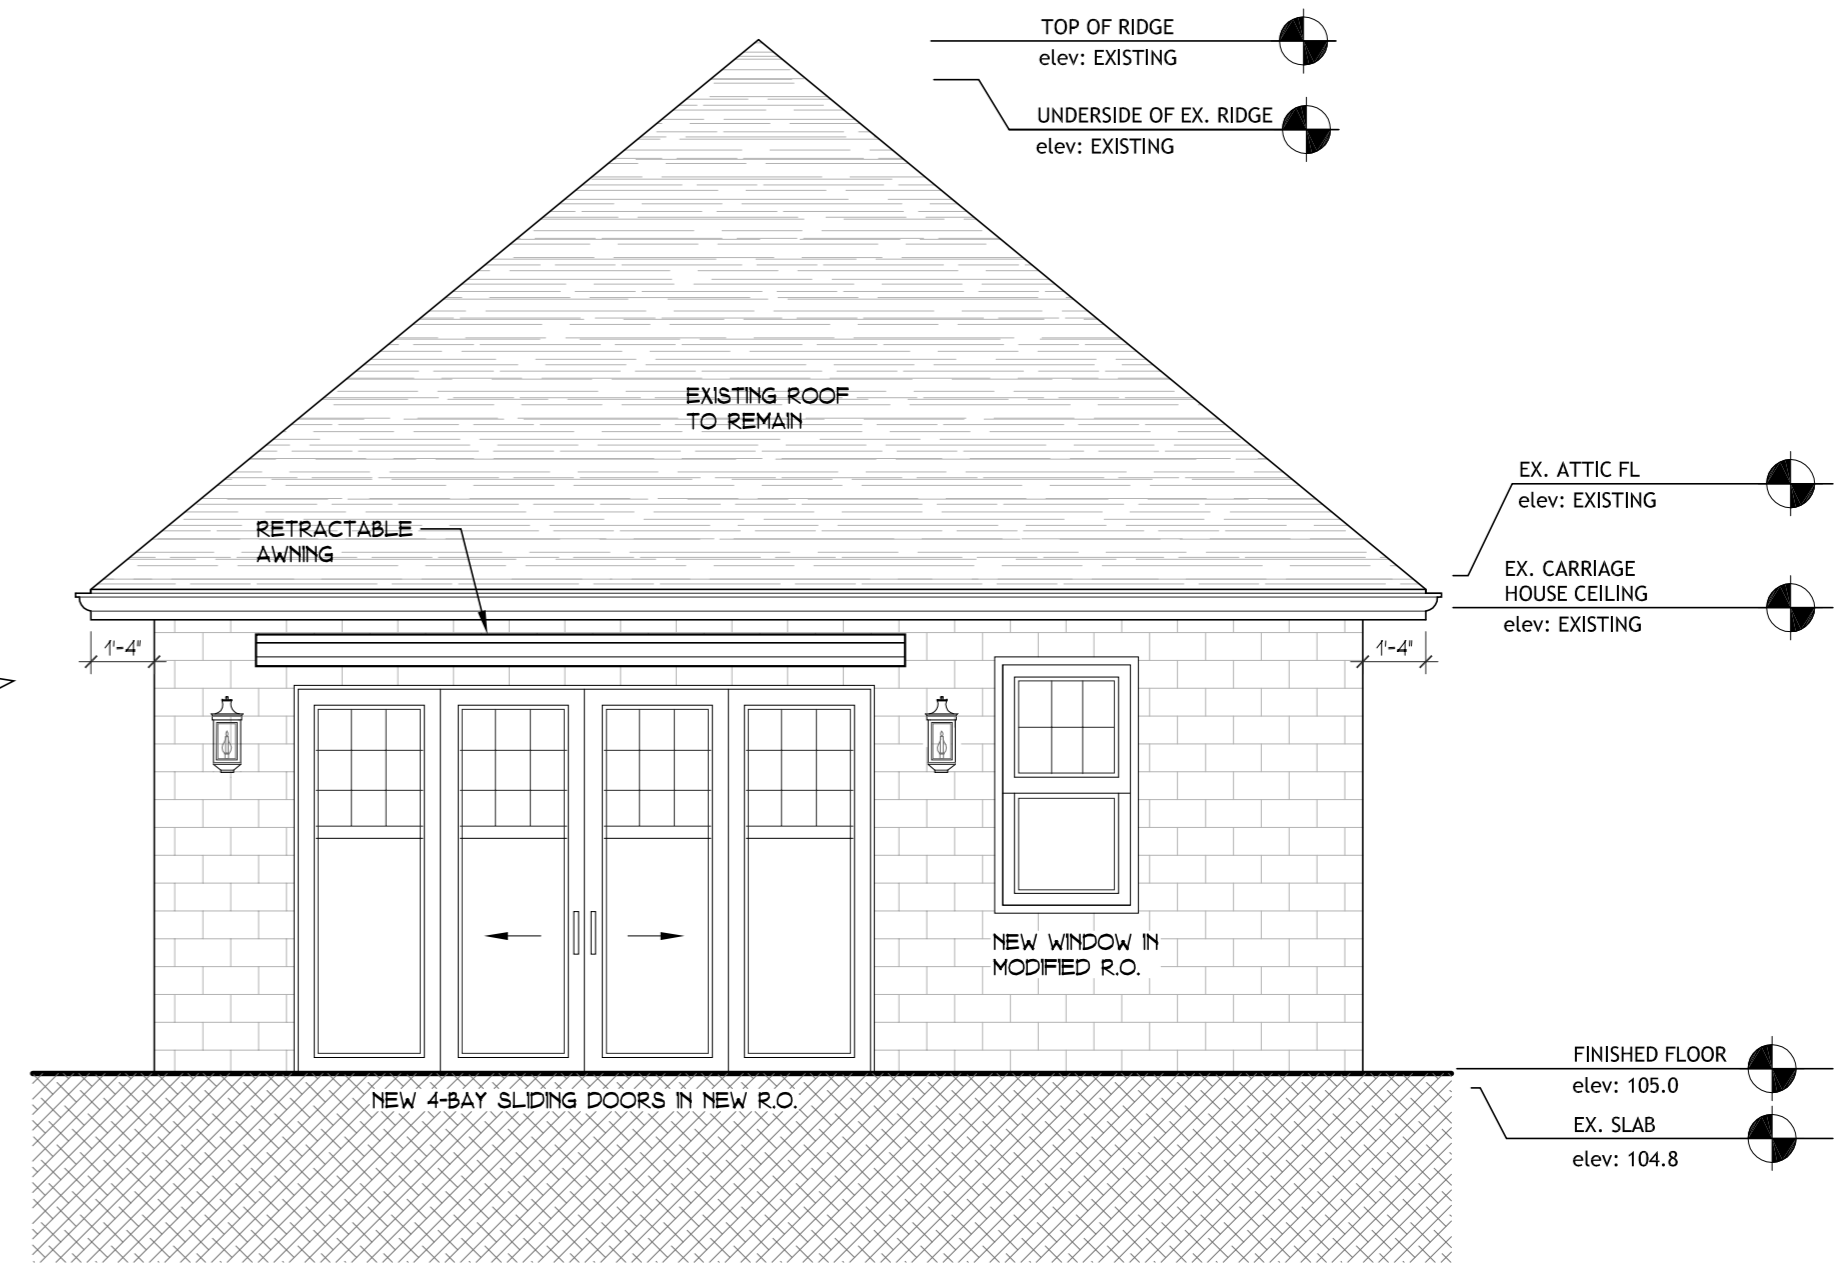 TOP OF RIDGE
elev: EXISTING
UNDERSIDE OF EX. RIDGE
elev: EXISTING
EXISTING ROOF
TO REMAIN
EX. ATTIC FL
elev: EXISTING
RETRACTABLE
AWNING
EX. CARRIAGE
HOUSE CEILING
elev: EXISTING
1'-4"
1'-4"
NEW WINDOW IN
MODIFIED R.O.
FINISHED FLOOR
elev: 105.0
NEW 4-BAY SLIDING DOORS IN NEW R.O.
EX. SLAB
elev: 104.8